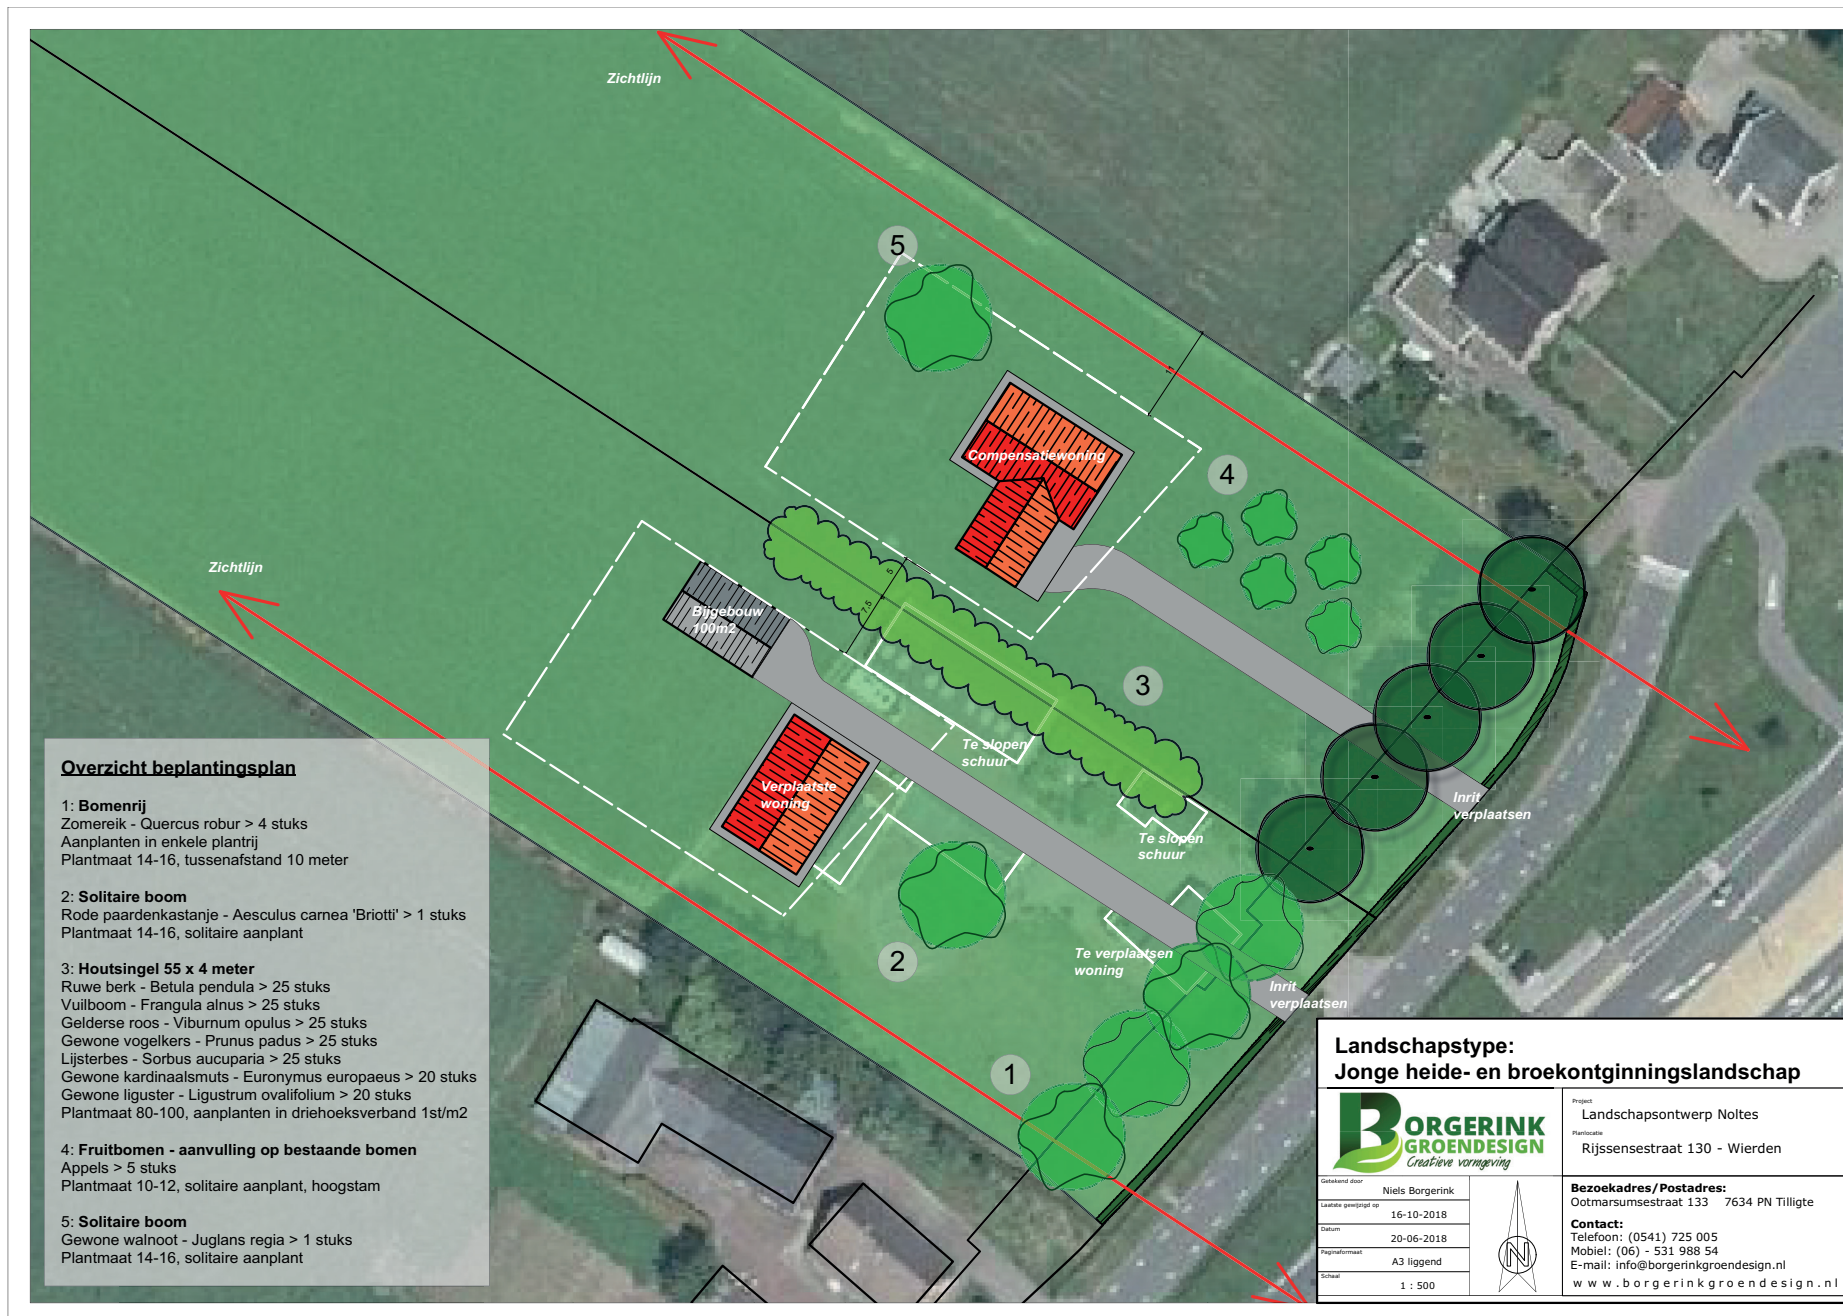 Zichtlijn
5
11
Compensatiewoning
4
Zichtlijn
5
7,5
Bijgebouw
100m2
3
Te slopen
schuur
Verplaatste
woning
Te slopen
schuur
Inrit
verplaatsen
2
Te verplaatsen
woning
Inrit
verplaatsen
1
Overzicht beplantingsplan
1: Bomenrij
Zomereik - Quercus robur > 4 stuks
Aanplanten in enkele plantrij
Plantmaat 14-16, tussenafstand 10 meter
2: Solitaire boom
Rode paardenkastanje - Aesculus carnea 'Briotti' > 1 stuks
Plantmaat 14-16, solitaire aanplant
3: Houtsingel 55 x 4 meter
Ruwe berk - Betula pendula > 25 stuks
Vuilboom - Frangula alnus > 25 stuks
Gelderse roos - Viburnum opulus > 25 stuks
Gewone vogelkers - Prunus padus > 25 stuks
Lijsterbes - Sorbus aucuparia > 25 stuks
Gewone kardinaalsmuts - Euronymus europaeus > 20 stuks
Gewone liguster - Ligustrum ovalifolium > 20 stuks
Plantmaat 80-100, aanplanten in driehoeksverband 1st/m2
4: Fruitbomen - aanvulling op bestaande bomen
Appels > 5 stuks
Plantmaat 10-12, solitaire aanplant, hoogstam
5: Solitaire boom
Gewone walnoot - Juglans regia > 1 stuks
Plantmaat 14-16, solitaire aanplant
Landschapstype:
Jonge heide- en broekontginningslandschap
BORGERINK
GROENDESIGN
Creatieve vormgeving
Project
Landschapsontwerp Noltes
Planlocatie
Rijssensestraat 130 - Wierden
Getekend door
Niels Borgerink
Laatste gewijzigd op
16-10-2018
Datum
20-06-2018
Paginaformaat
A3 liggend
Schaal
1 : 500
N
Bezoekadres/Postadres:
Ootmarsumsestraat 133 7634 PN Tilligte
Contact:
Telefoon: (0541) 725 005
Mobiel: (06) - 531 988 54
E-mail: info@borgerinkgroendesign.nl
www.borgerinkgroendesign.nl